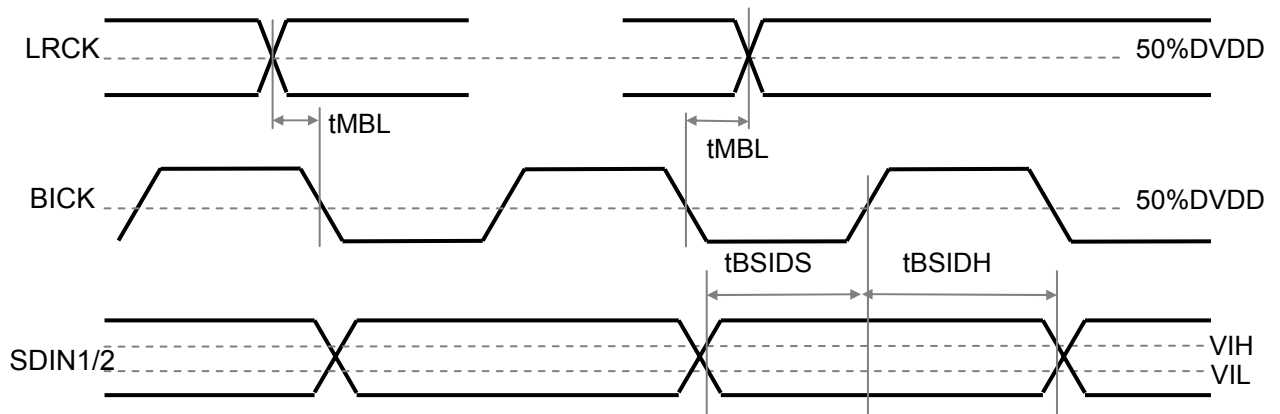 LRCK
50%DVDD
tMBL
tMBL
BICK
50%DVDD
tBSIDS
tBSIDH
SDIN1/2
VIH
VIL